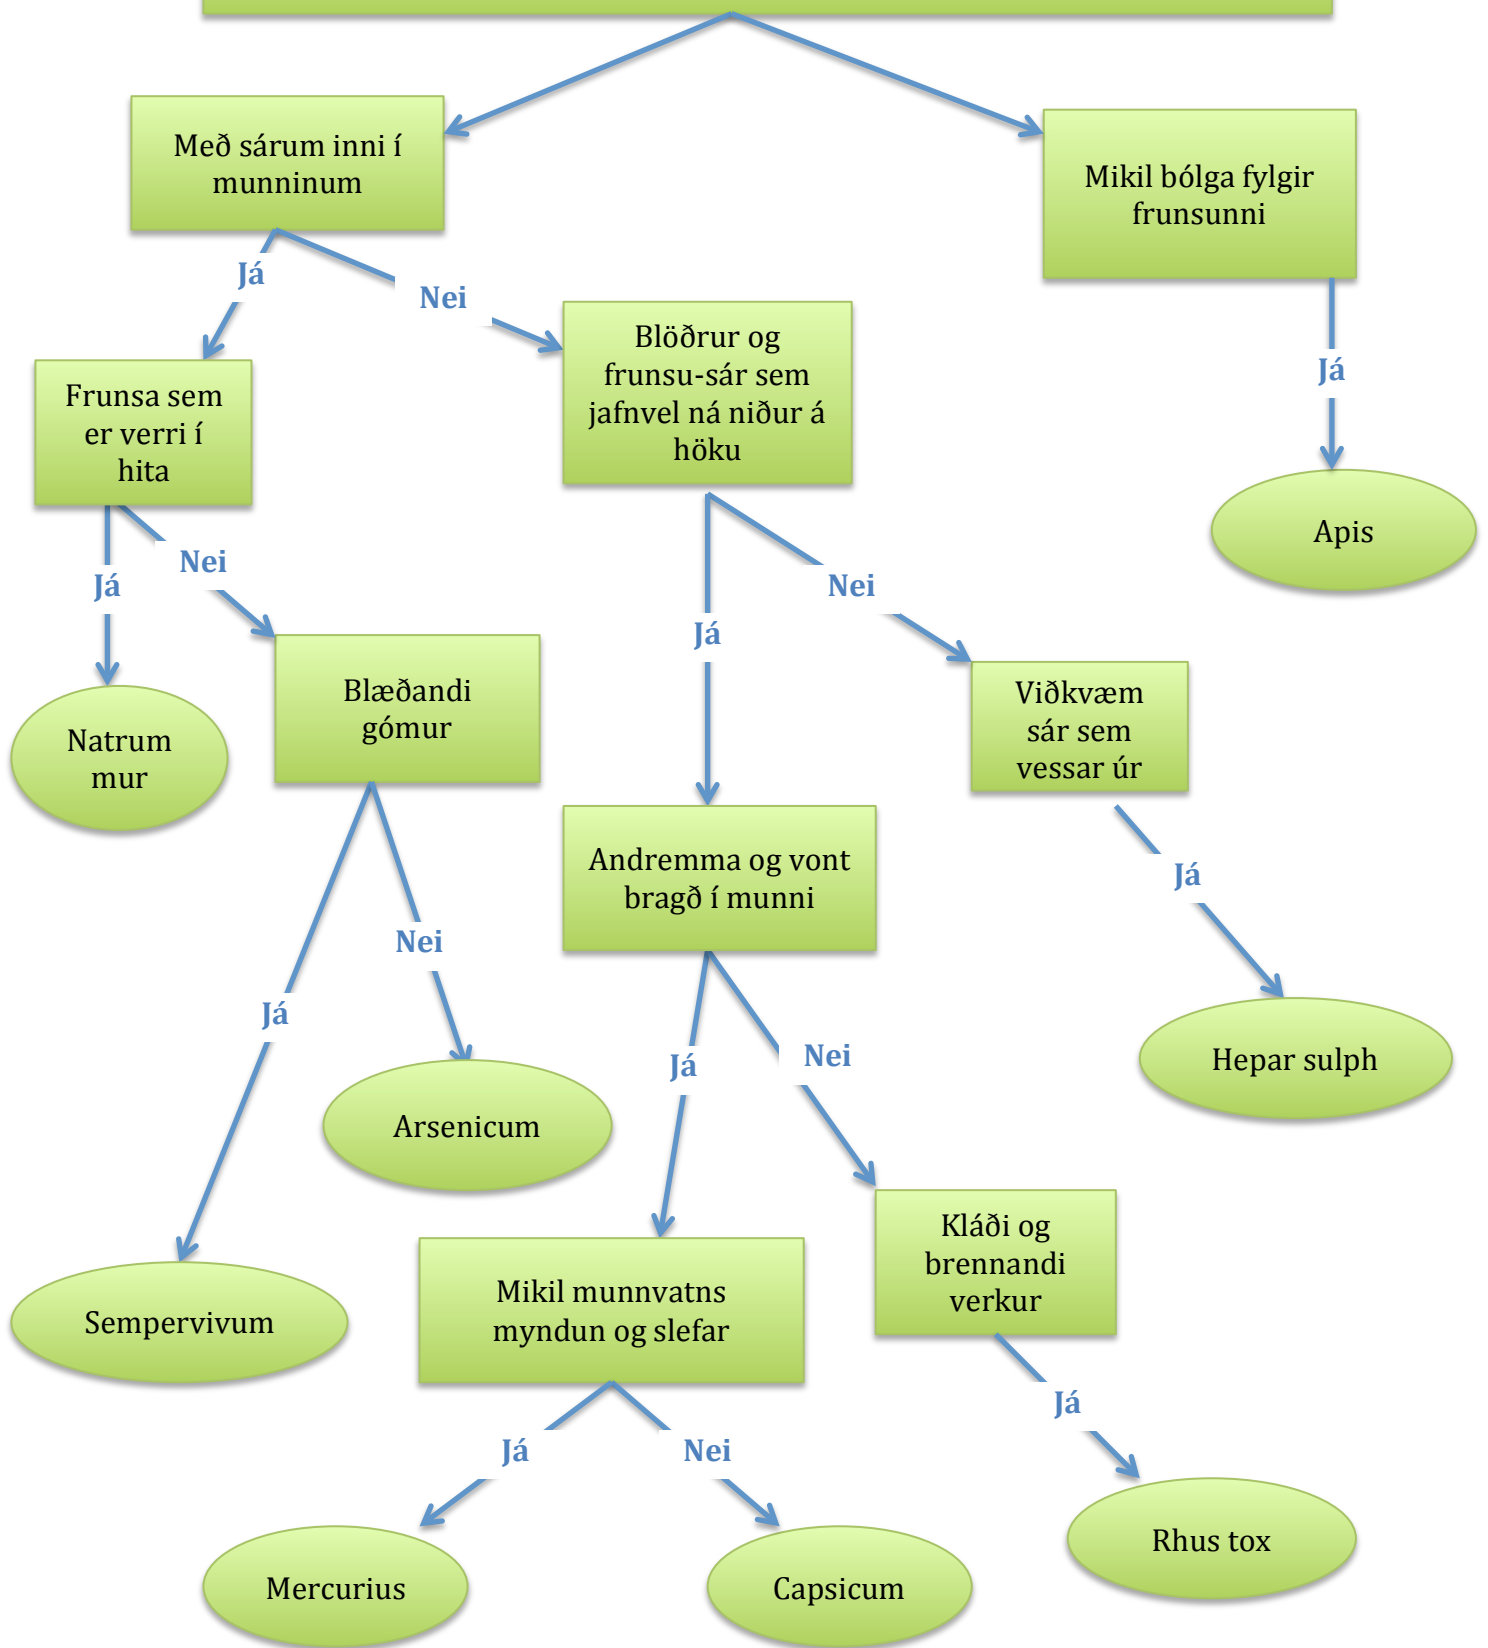 Með sárum inni í
munninum
Mikil bólga fylgir
frunsunni
Já
Nei
Blöðrur og
frunsu-sár sem
jafnvel ná niður á
höku
Já
Frunsa sem
er verri í
hita
Apis
Nei
Já
Nei
Já
Blæðandi
gómur
Viðkvæm
sár sem
vessar úr
Natrum
mur
Andremma og vont
bragð í munni
Já
Nei
Já
Já
Nei
Hepar sulph
Arsenicum
Kláði og
brennandi
verkur
Sempervivum
Mikil munnvatns
myndun og slefar
Já
Já
Nei
Rhus tox
Mercurius
Capsicum